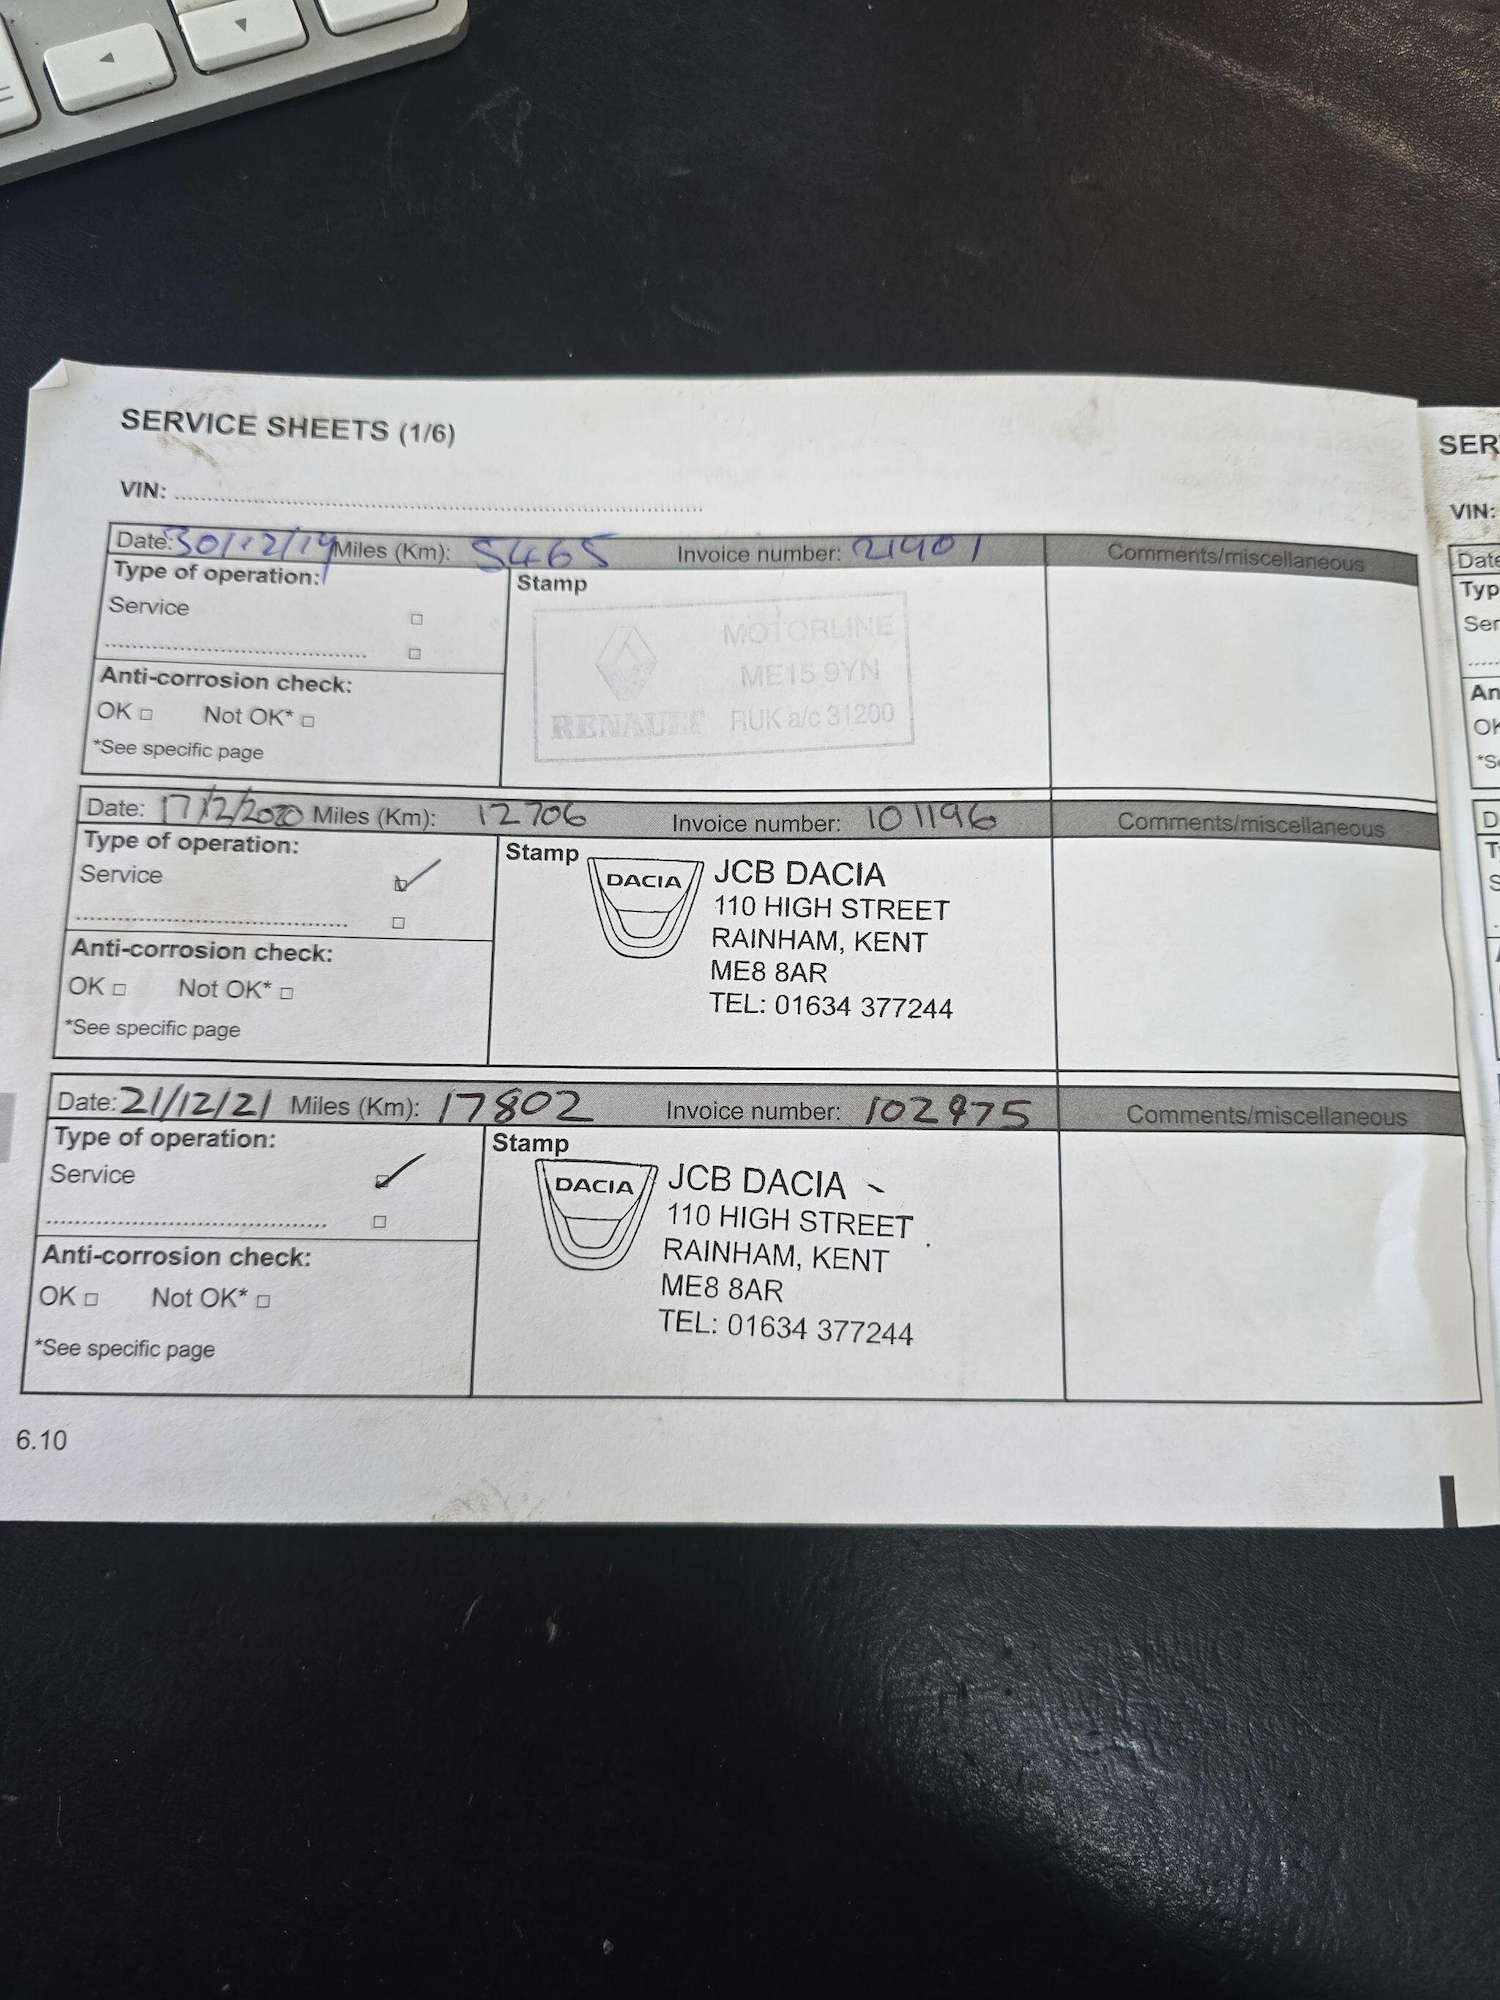 SERVICE SHEETS (1/6)
VIN:
Date: 30/12/19 Miles (Km): 5465 Invoice number: 21901 Comments/miscellaneous
Type of operation:
Stamp
Service
Anti-corrosion check:
OK Not OK*
*See specific page
MOTORLINE
ME15 9YN
RENAULT RUK a/c 31200
Date: 17/12/2020 Miles (Km): 12706 Invoice number: 101196 Comments/miscellaneous
Type of operation:
Stamp
Service
Anti-corrosion check:
OK Not OK*
*See specific page
DACIA JCB DACIA
110 HIGH STREET
RAINHAM, KENT
ME8 8AR
TEL: 01634 377244
Date: 21/12/21 Miles (Km): 17802 Invoice number: 102975 Comments/miscellaneous
Type of operation:
Stamp
Service
Anti-corrosion check:
OK Not OK*
*See specific page
DACIA JCB DACIA
110 HIGH STREET
RAINHAM, KENT
ME8 8AR
TEL: 01634 377244
6.10
SER
VIN:
Date
Typ
Ser
An
OK
*S
D
T
S